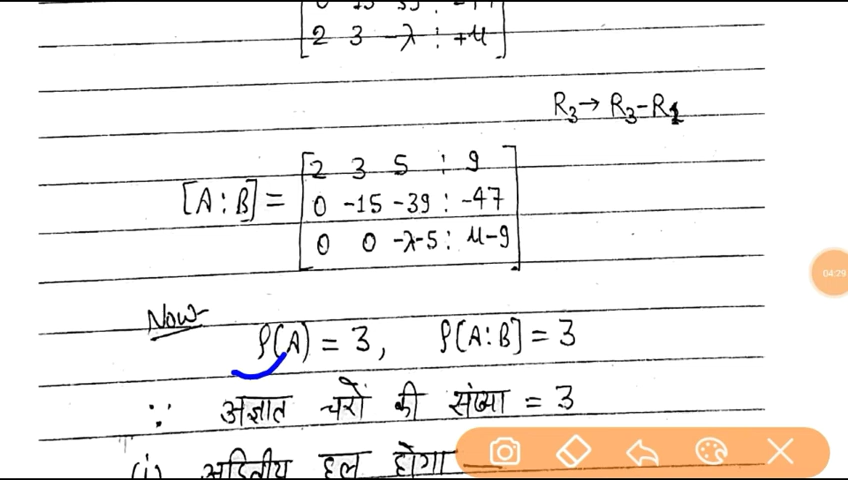 [2 3 -λ : +μ]
R₃→ R₃-R₁
[A:B] = [2 3 5 : 9
0 -15 -39 : -47
0 0 -λ-5 : μ-9]
Now
ρ(A) = 3, ρ[A:B] = 3
∵ अज्ञात चरों की संख्या = 3
(i) अद्वितीय हल होगा
04:29